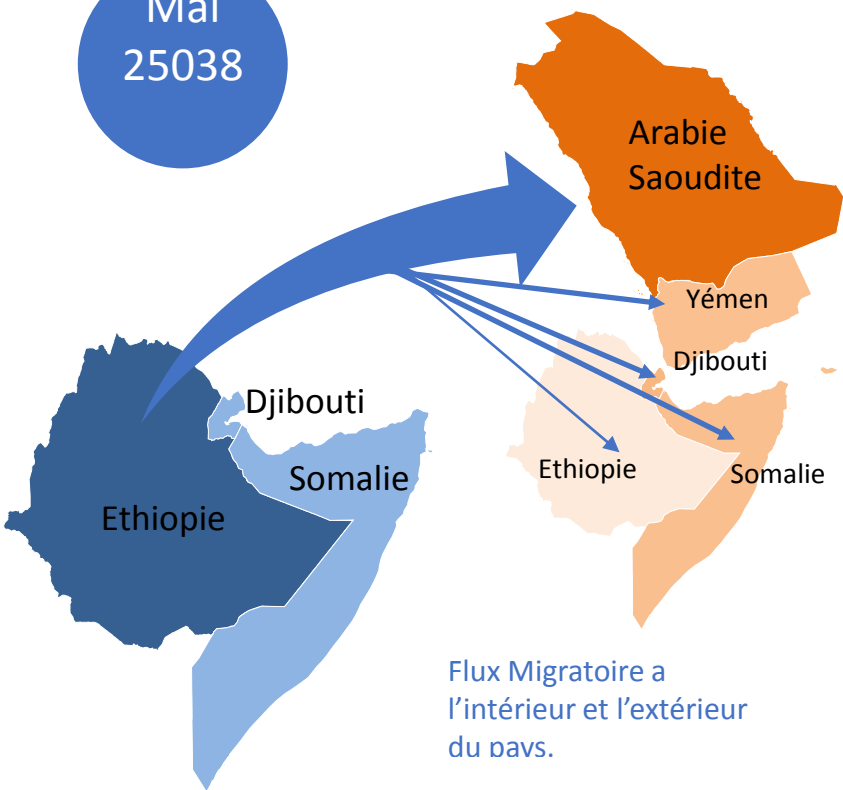 Mai
25038
Arabie
Saoudite
Yémen
Djibouti
Djibouti
Somalie
Ethiopie
Ethiopie
Somalie
Flux Migratoire a
l'intérieur et l'extérieur
du pays.